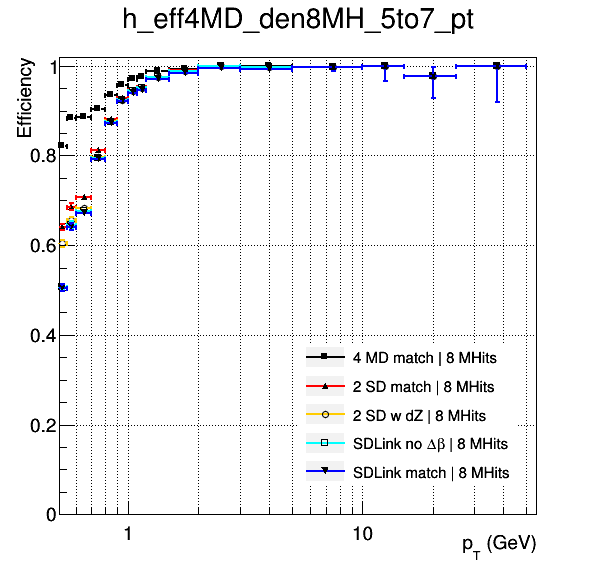 h_eff4MD_den8MH_5to7_pt
Efficiency
1
0.8
0.6
0.4
0.2
0
4 MD match | 8 MHits
2 SD match | 8 MHits
2 SD w dZ | 8 MHits
SDLink no Δβ | 8 MHits
SDLink match | 8 MHits
1
10
p_T (GeV)